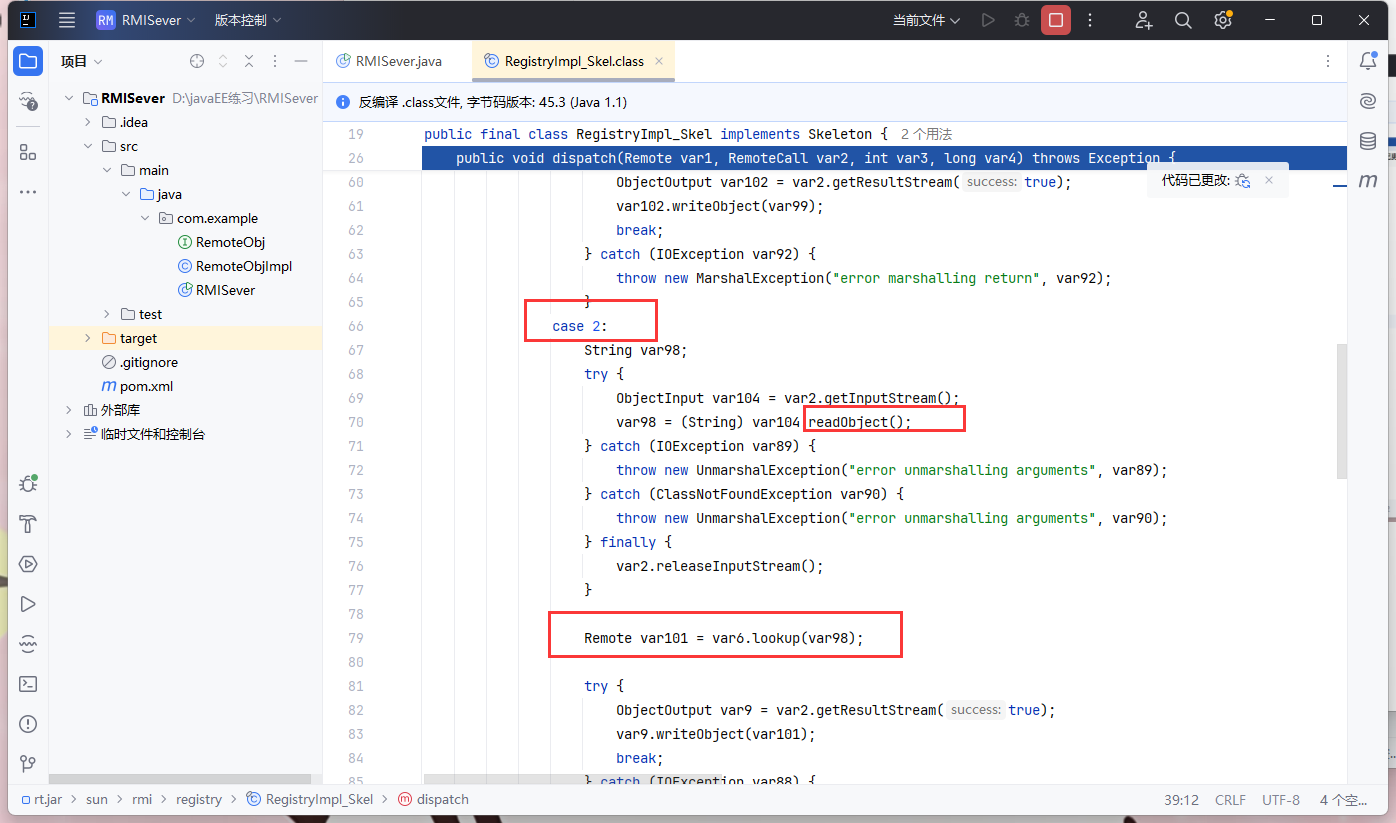 RM RMISever 版本控制 当前文件
项目
RMISever.java RegistryImpl_Skel.class
反编译 .class文件, 字节码版本: 45.3 (Java 1.1)
RMISever D:\javaEE练习\RMISever
.idea
src
main
java
com.example
RemoteObj
RemoteObjImpl
RMISever
test
target
.gitignore
pom.xml
外部库
临时文件和控制台
代码已更改:
19 public final class RegistryImpl_Skel implements Skeleton { 2 个用法
26 public void dispatch(Remote var1, RemoteCall var2, int var3, long var4) throws Exception {
60 ObjectOutput var102 = var2.getResultStream( success: true);
61 var102.writeObject(var99);
62 break;
63 } catch (IOException var92) {
64 throw new MarshalException("error marshalling return", var92);
65 }
66 case 2:
67 String var98;
68 try {
69 ObjectInput var104 = var2.getInputStream();
70 var98 = (String) var104.readObject();
71 } catch (IOException var89) {
72 throw new UnmarshalException("error unmarshalling arguments", var89);
73 } catch (ClassNotFoundException var90) {
74 throw new UnmarshalException("error unmarshalling arguments", var90);
75 } finally {
76 var2.releaseInputStream();
77 }
78
79 Remote var101 = var6.lookup(var98);
80
81 try {
82 ObjectOutput var9 = var2.getResultStream( success: true);
83 var9.writeObject(var101);
84 break;
85 } catch (IOException var88) {
rt.jar > sun > rmi > registry > RegistryImpl_Skel > dispatch 39:12 CRLF UTF-8 4 个空...